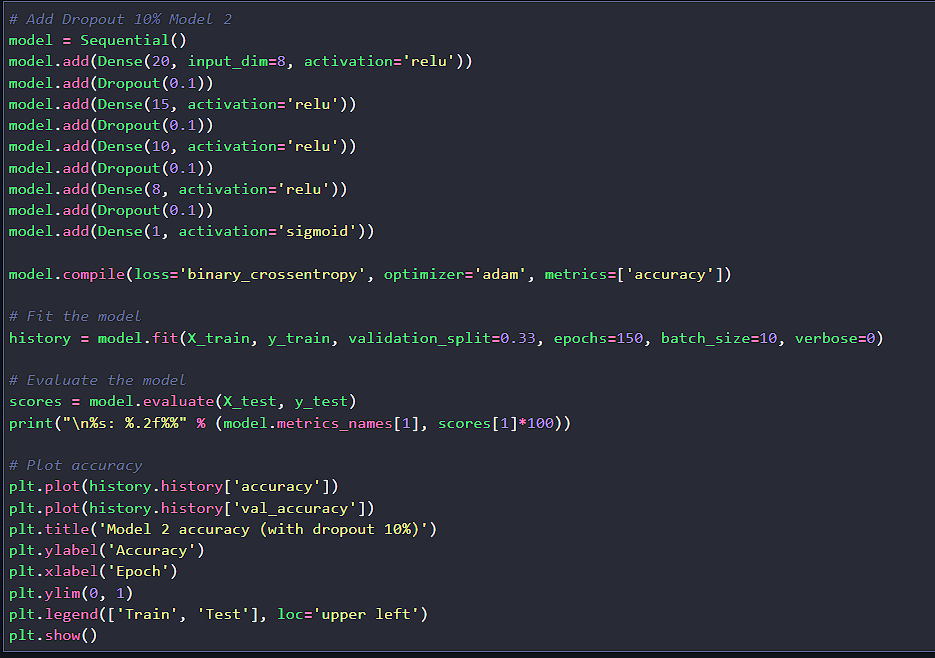 # Add Dropout 10% Model 2
model = Sequential()
model.add(Dense(20, input_dim=8, activation='relu'))
model.add(Dropout(0.1))
model.add(Dense(15, activation='relu'))
model.add(Dropout(0.1))
model.add(Dense(10, activation='relu'))
model.add(Dropout(0.1))
model.add(Dense(8, activation='relu'))
model.add(Dropout(0.1))
model.add(Dense(1, activation='sigmoid'))
model.compile(loss='binary_crossentropy', optimizer='adam', metrics=['accuracy'])
# Fit the model
history = model.fit(X_train, y_train, validation_split=0.33, epochs=150, batch_size=10, verbose=0)
# Evaluate the model
scores = model.evaluate(X_test, y_test)
print("\n%s: %.2f%%" % (model.metrics_names[1], scores[1]*100))
# Plot accuracy
plt.plot(history.history['accuracy'])
plt.plot(history.history['val_accuracy'])
plt.title('Model 2 accuracy (with dropout 10%)')
plt.ylabel('Accuracy')
plt.xlabel('Epoch')
plt.ylim(0, 1)
plt.legend(['Train', 'Test'], loc='upper left')
plt.show()